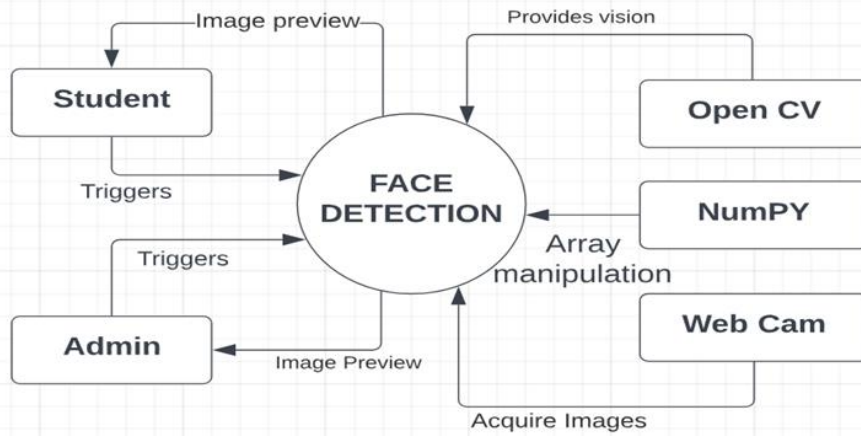 Image preview
Provides vision
Student
Open CV
Triggers
FACE
DETECTION
NumPY
Triggers
Array
manipulation
Web Cam
Admin
Image Preview
Acquire Images